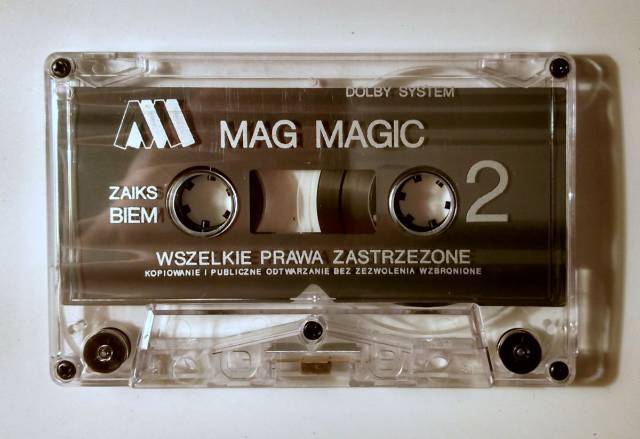 DOLBY SYSTEM
MAG MAGIC
ZAIKS
BIEM
2
WSZELKIE PRAWA ZASTRZEZONE
KOPIOWANIE I PUBLICZNE ODTWARZANIE BEZ ZEZWOLENIA WZBRONIONE